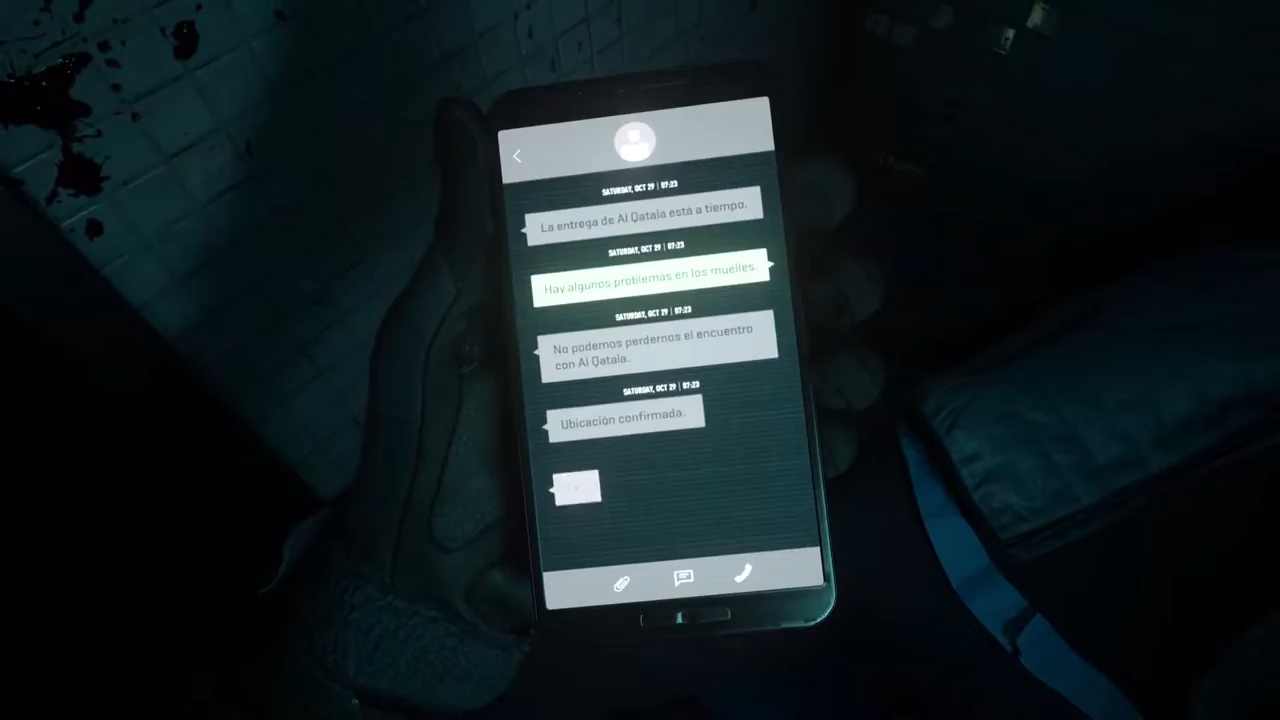 SATURDAY, OCT 29 | 07:23
La entrega de Al Qatala está a tiempo.
SATURDAY, OCT 29 | 07:23
Hay algunos problemas en los muelles.
SATURDAY, OCT 29 | 07:23
No podemos perdernos el encuentro
con Al Qatala.
SATURDAY, OCT 29 | 07:23
Ubicación confirmada.